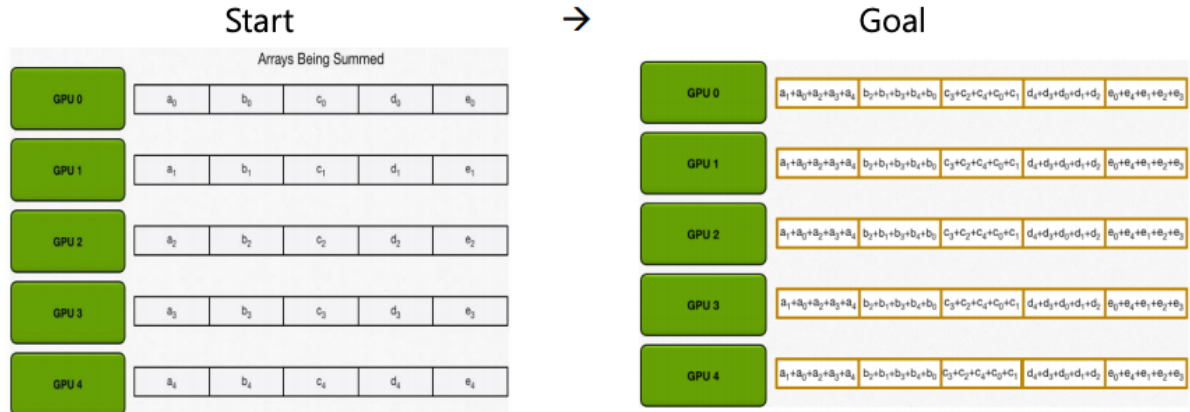 Start → Goal
Arrays Being Summed
GPU 0 a₀ b₀ c₀ d₀ e₀
GPU 1 a₁ b₁ c₁ d₁ e₁
GPU 2 a₂ b₂ c₂ d₂ e₂
GPU 3 a₃ b₃ c₃ d₃ e₃
GPU 4 a₄ b₄ c₄ d₄ e₄
GPU 0 a₁+a₀+a₂+a₃+a₄ b₂+b₁+b₃+b₄+b₀ c₃+c₂+c₄+c₀+c₁ d₄+d₃+d₀+d₁+d₂ e₀+e₄+e₁+e₂+e₃
GPU 1 a₁+a₀+a₂+a₃+a₄ b₂+b₁+b₃+b₄+b₀ c₃+c₂+c₄+c₀+c₁ d₄+d₃+d₀+d₁+d₂ e₀+e₄+e₁+e₂+e₃
GPU 2 a₁+a₀+a₂+a₃+a₄ b₂+b₁+b₃+b₄+b₀ c₃+c₂+c₄+c₀+c₁ d₄+d₃+d₀+d₁+d₂ e₀+e₄+e₁+e₂+e₃
GPU 3 a₁+a₀+a₂+a₃+a₄ b₂+b₁+b₃+b₄+b₀ c₃+c₂+c₄+c₀+c₁ d₄+d₃+d₀+d₁+d₂ e₀+e₄+e₁+e₂+e₃
GPU 4 a₁+a₀+a₂+a₃+a₄ b₂+b₁+b₃+b₄+b₀ c₃+c₂+c₄+c₀+c₁ d₄+d₃+d₀+d₁+d₂ e₀+e₄+e₁+e₂+e₃